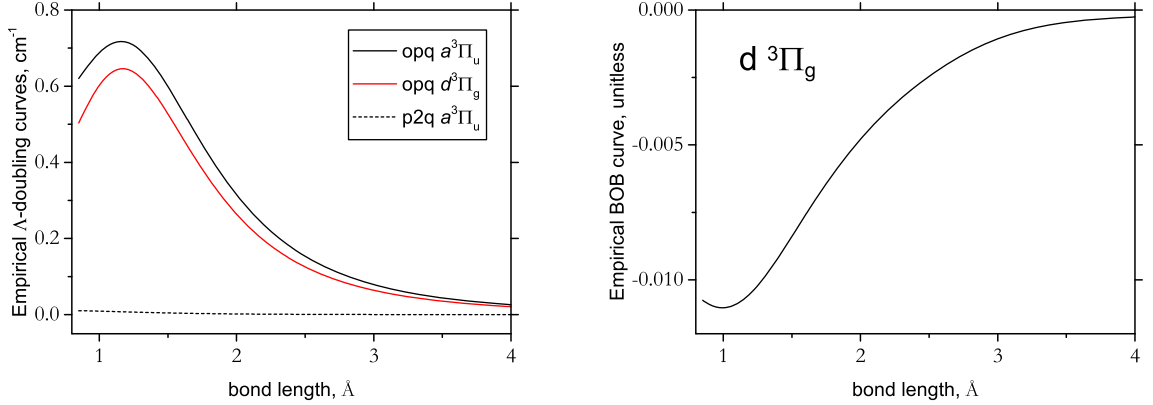 Empirical Λ-doubling curves, cm⁻¹
0.8
0.6
0.4
0.2
0.0
opq a³Πᵤ
opq d³Π_g
p2q a³Πᵤ
1 2 3 4
bond length, Å
Empirical BOB curve, unitless
0.000
-0.005
-0.010
d ³Π_g
1 2 3 4
bond length, Å